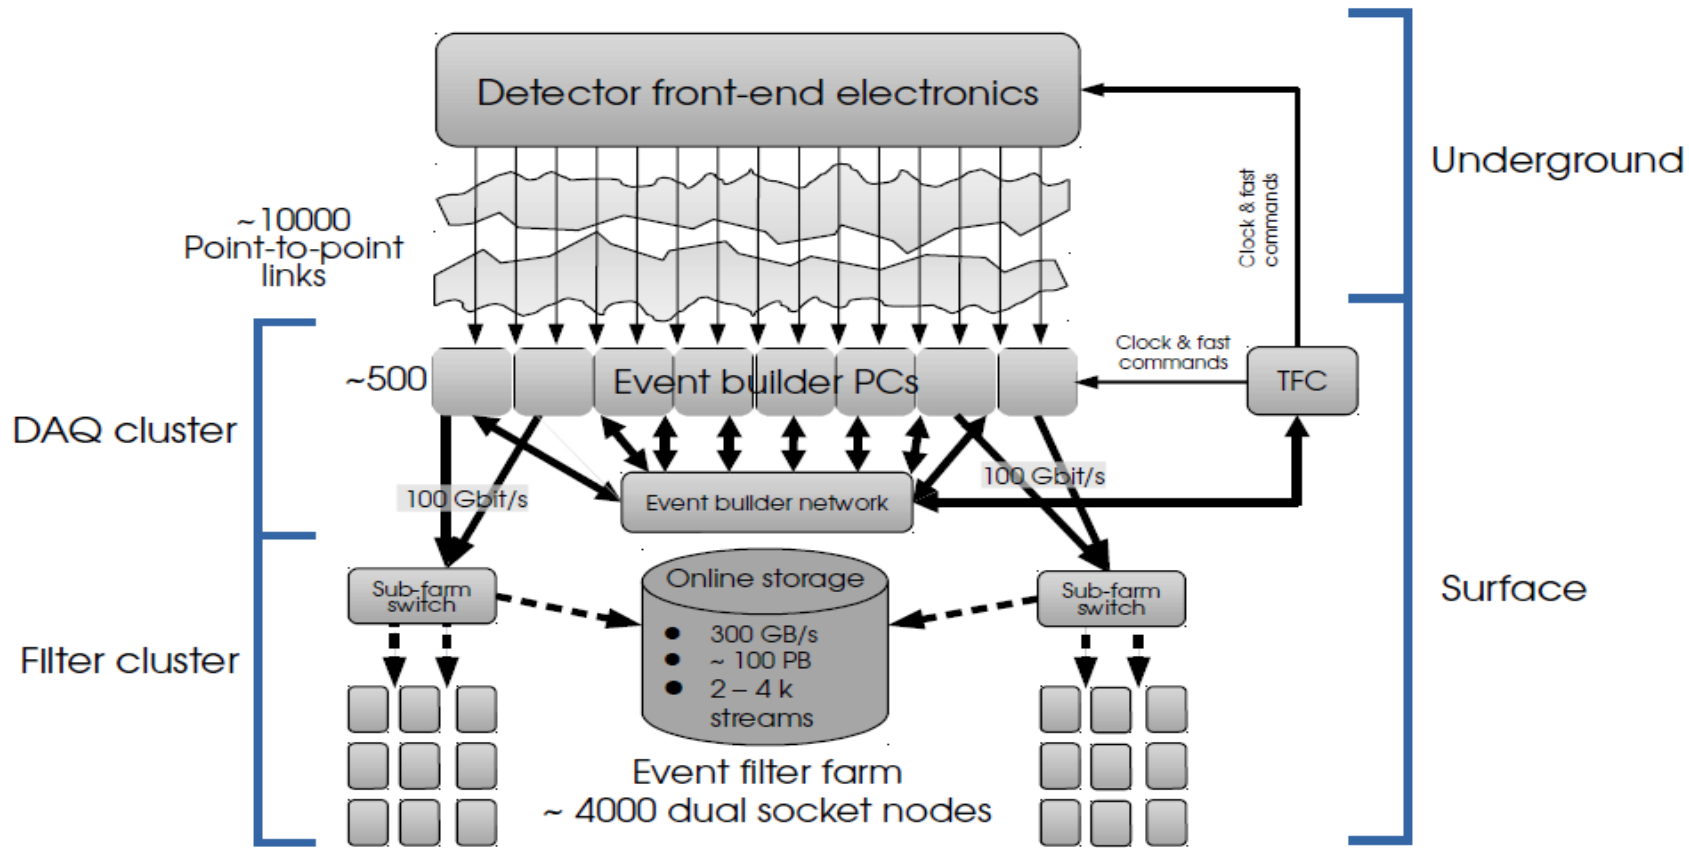 Detector front-end electronics
Underground
Clock & fast
commands
~10000
Point-to-point
links
Clock & fast
commands
~500
Event builder PCs
TFC
DAQ cluster
100 Gbit/s
100 Gbit/s
Event builder network
Sub-farm
switch
Online storage
● 300 GB/s
● ~ 100 PB
● 2 – 4 k
streams
Sub-farm
switch
Surface
Filter cluster
Event filter farm
~ 4000 dual socket nodes